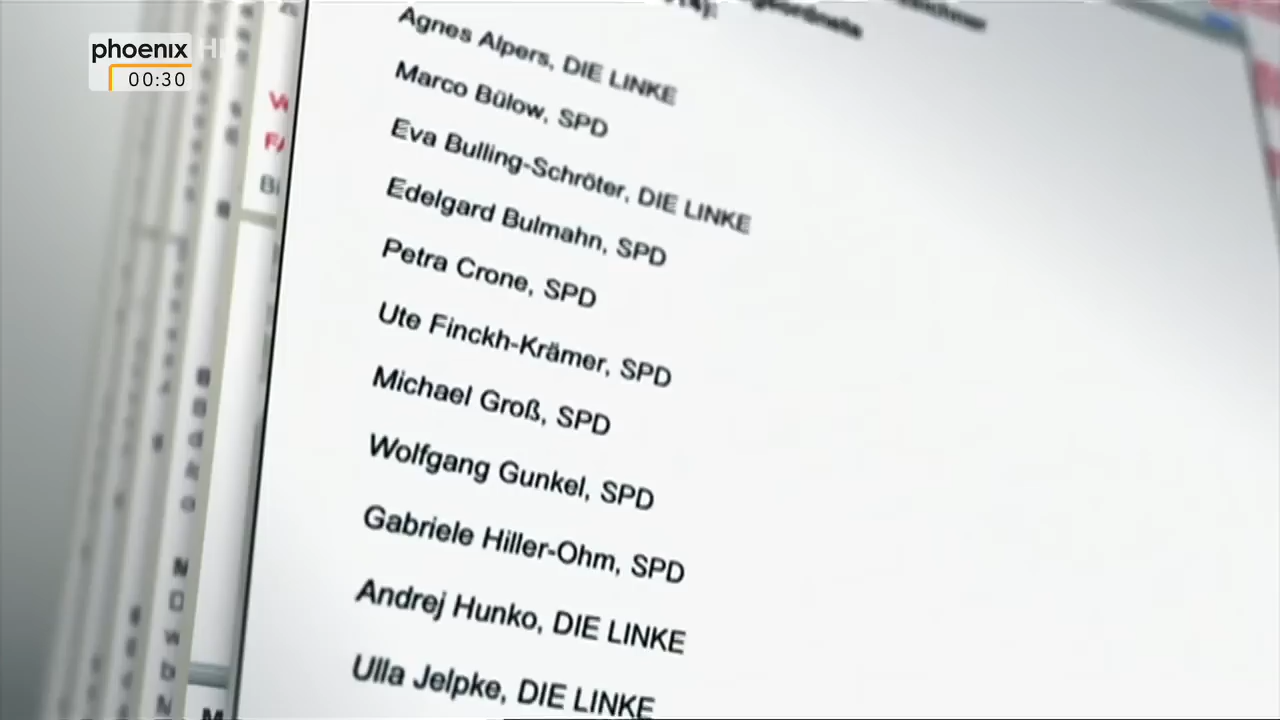 phoenix HD
00:30
Agnes Alpers, DIE LINKE
Marco Bülow, SPD
Eva Bulling-Schröter, DIE LINKE
Edelgard Bulmahn, SPD
Petra Crone, SPD
Ute Finckh-Krämer, SPD
Michael Groß, SPD
Wolfgang Gunkel, SPD
Gabriele Hiller-Ohm, SPD
Andrej Hunko, DIE LINKE
Ulla Jelpke, DIE LINKE